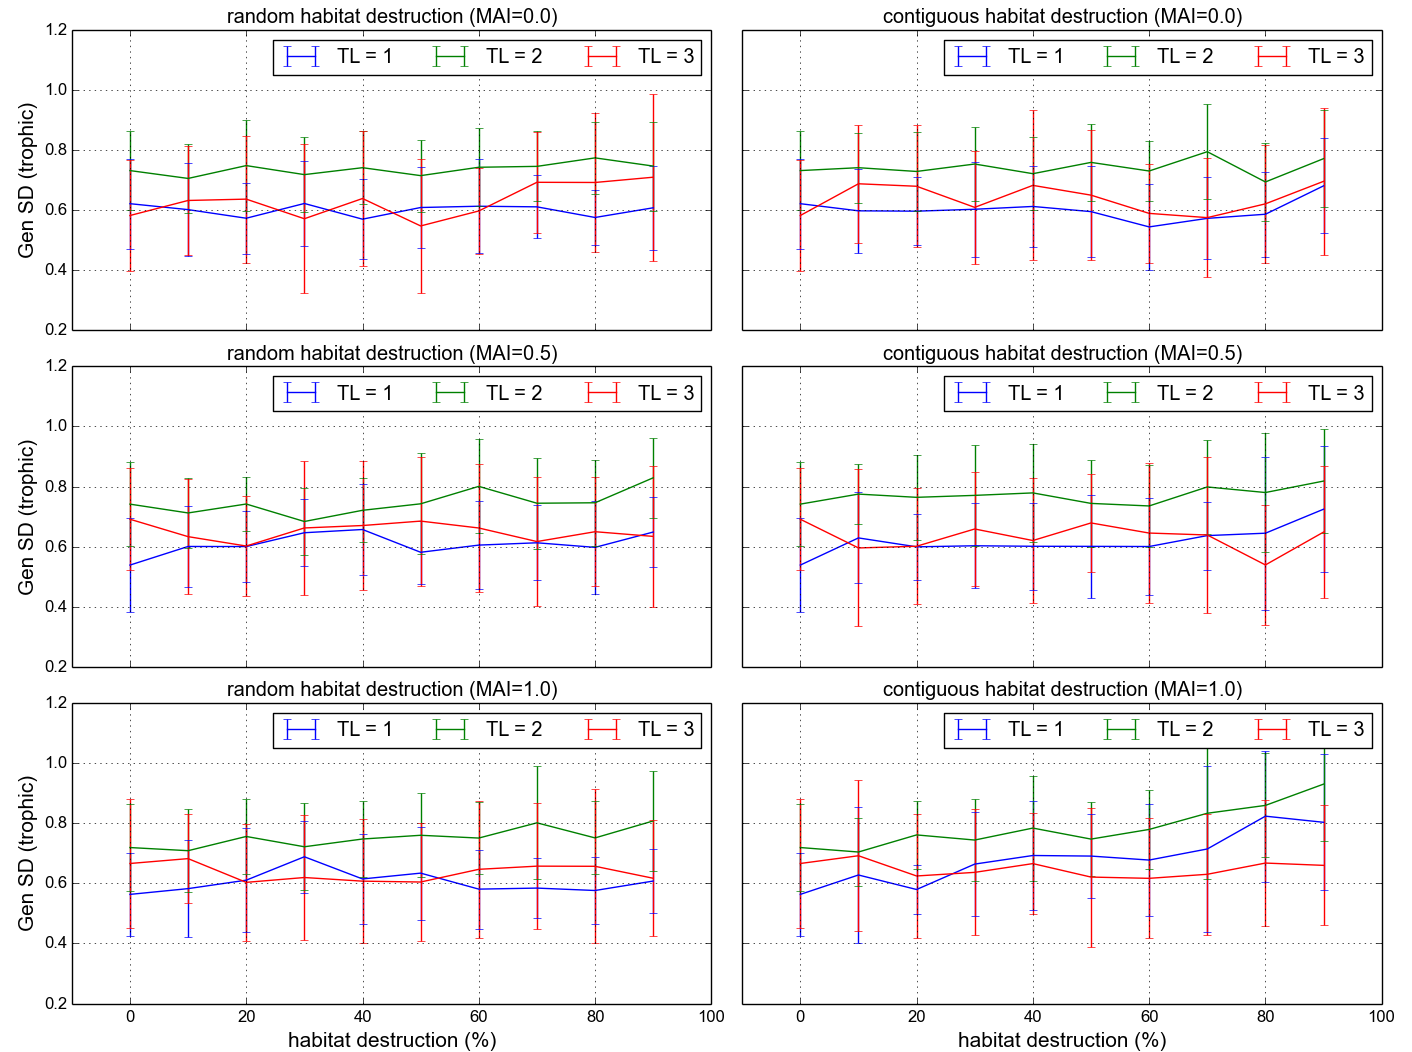 random habitat destruction (MAI=0.0)
contiguous habitat destruction (MAI=0.0)
1.2
TL = 1 TL = 2 TL = 3
TL = 1 TL = 2 TL = 3
1.0
0.8
0.6
0.4
0.2
Gen SD (trophic)
random habitat destruction (MAI=0.5)
contiguous habitat destruction (MAI=0.5)
1.2
TL = 1 TL = 2 TL = 3
TL = 1 TL = 2 TL = 3
1.0
0.8
0.6
0.4
0.2
Gen SD (trophic)
random habitat destruction (MAI=1.0)
contiguous habitat destruction (MAI=1.0)
1.2
TL = 1 TL = 2 TL = 3
TL = 1 TL = 2 TL = 3
1.0
0.8
0.6
0.4
0.2
Gen SD (trophic)
0 20 40 60 80 100
0 20 40 60 80 100
habitat destruction (%)
habitat destruction (%)